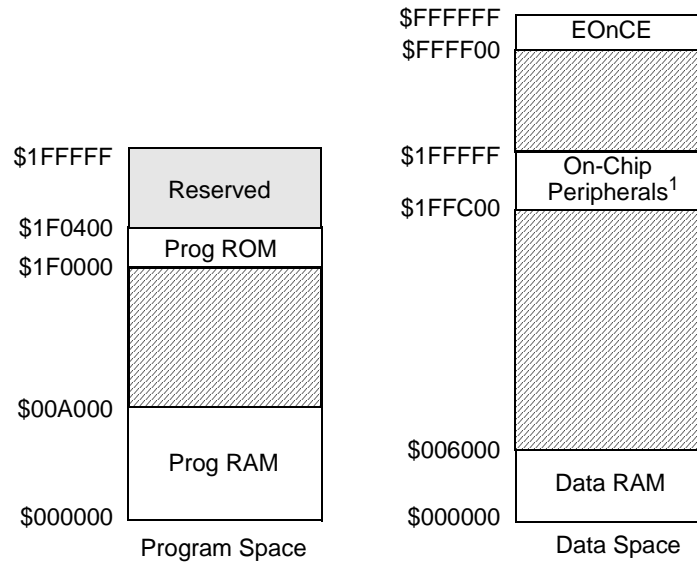 $1FFFFF
Reserved
$1F0400
Prog ROM
$1F0000
$00A000
Prog RAM
$000000
Program Space
$FFFFFF
EOnCE
$FFFF00
$1FFFFF
On-Chip
Peripherals1
$1FFC00
$006000
Data RAM
$000000
Data Space